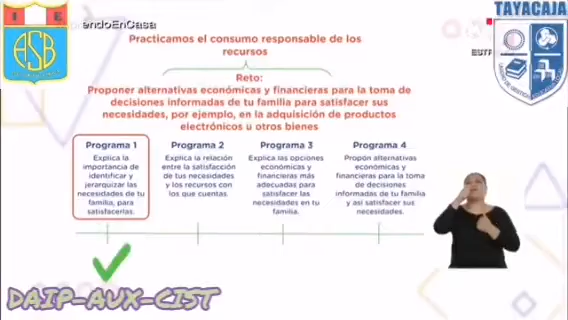 I E
ASB
endoEnCasa
TAYACAJA
ESTR
Practicamos el consumo responsable de los
recursos
Reto:
Proponer alternativas económicas y financieras para la toma de
decisiones informadas de tu familia para satisfacer sus
necesidades, por ejemplo, en la adquisición de productos
electrónicos u otros bienes
Programa 1
Explica la
importancia de
identificar y
jerarquizar las
necesidades de tu
familia, para
satisfacerlas.
Programa 2
Explica la relación
entre la satisfacción
de tus necesidades
y los recursos con
los que cuentas.
Programa 3
Explica las opciones
económicas y
financieras más
adecuadas para
satisfacer las
necesidades en tu
familia.
Programa 4
Propón alternativas
económicas y
financieras para la toma
de decisiones
informadas de tu familia
y así satisfacer sus
necesidades.
DAIP-AUX-CIST